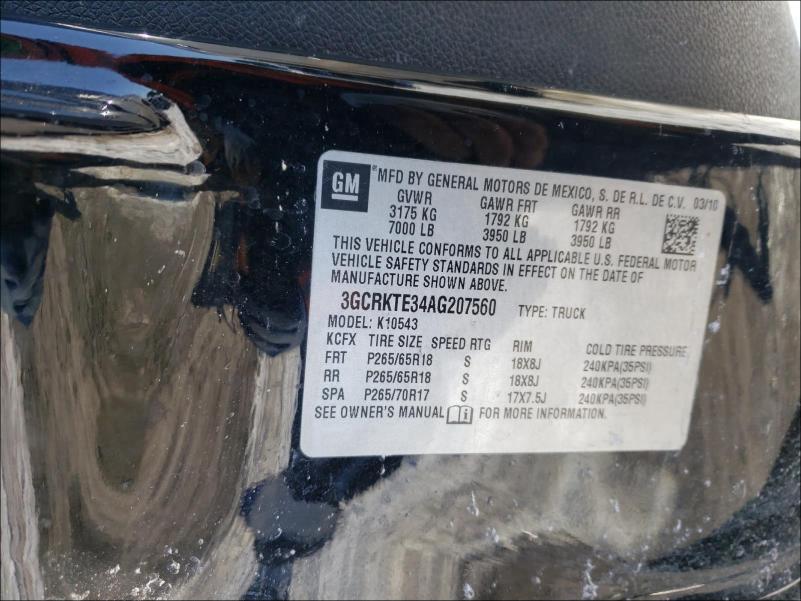 GM ® MFD BY GENERAL MOTORS DE MEXICO, S. DE R.L. DE C.V. 03/10
GVWR GAWR FRT GAWR RR
3175 KG 1792 KG 1792 KG
7000 LB 3950 LB 3950 LB
THIS VEHICLE CONFORMS TO ALL APPLICABLE U.S. FEDERAL MOTOR
VEHICLE SAFETY STANDARDS IN EFFECT ON THE DATE OF
MANUFACTURE SHOWN ABOVE.
3GCRKTE34AG207560 TYPE: TRUCK
MODEL: K10543
KCFX TIRE SIZE SPEED RTG RIM COLD TIRE PRESSURE
FRT P265/65R18 S 18X8J 240KPA(35PSI)
RR P265/65R18 S 18X8J 240KPA(35PSI)
SPA P265/70R17 S 17X7.5J 240KPA(35PSI)
SEE OWNER'S MANUAL i FOR MORE INFORMATION.